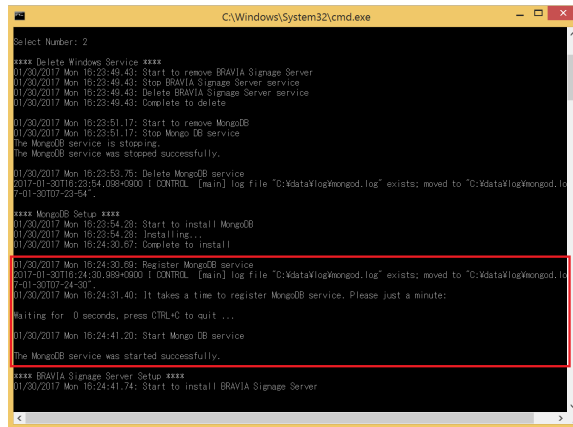 C:\Windows\System32\cmd.exe
Select Number: 2
**** Delete Windows Service ****
01/30/2017 Mon 16:23:49.43: Start to remove BRAVIA Signage Server
01/30/2017 Mon 16:23:49.43: Stop BRAVIA Signage Server service
01/30/2017 Mon 16:23:49.43: Delete BRAVIA Signage Server service
01/30/2017 Mon 16:23:49.43: Complete to delete
01/30/2017 Mon 16:23:51.17: Start to remove MongoDB
01/30/2017 Mon 16:23:51.17: Stop Mongo DB service
The MongoDB service is stopping.
The MongoDB service was stopped successfully.
01/30/2017 Mon 16:23:53.75: Delete MongoDB service
2017-01-30T16:23:54.098+0900 I CONTROL  [main] log file "C:¥data¥log¥mongod.log" exists; moved to "C:¥data¥log¥mongod.lo
7-01-30T07-23-54".
**** MongoDB Setup ****
01/30/2017 Mon 16:23:54.28: Start to install MongoDB
01/30/2017 Mon 16:23:54.28: Installing...
01/30/2017 Mon 16:24:30.67: Complete to install
01/30/2017 Mon 16:24:30.69: Register MongoDB service
2017-01-30T16:24:30.989+0900 I CONTROL  [main] log file "C:¥data¥log¥mongod.log" exists; moved to "C:¥data¥log¥mongod.lo
7-01-30T07-24-30".
01/30/2017 Mon 16:24:31.40: It takes a time to register MongoDB service. Please just a minute:
Waiting for  0 seconds, press CTRL+C to quit ...
01/30/2017 Mon 16:24:41.20: Start Mongo DB service
The MongoDB service was started successfully.
**** BRAVIA Signage Server Setup ****
01/30/2017 Mon 16:24:41.74: Start to install BRAVIA Signage Server